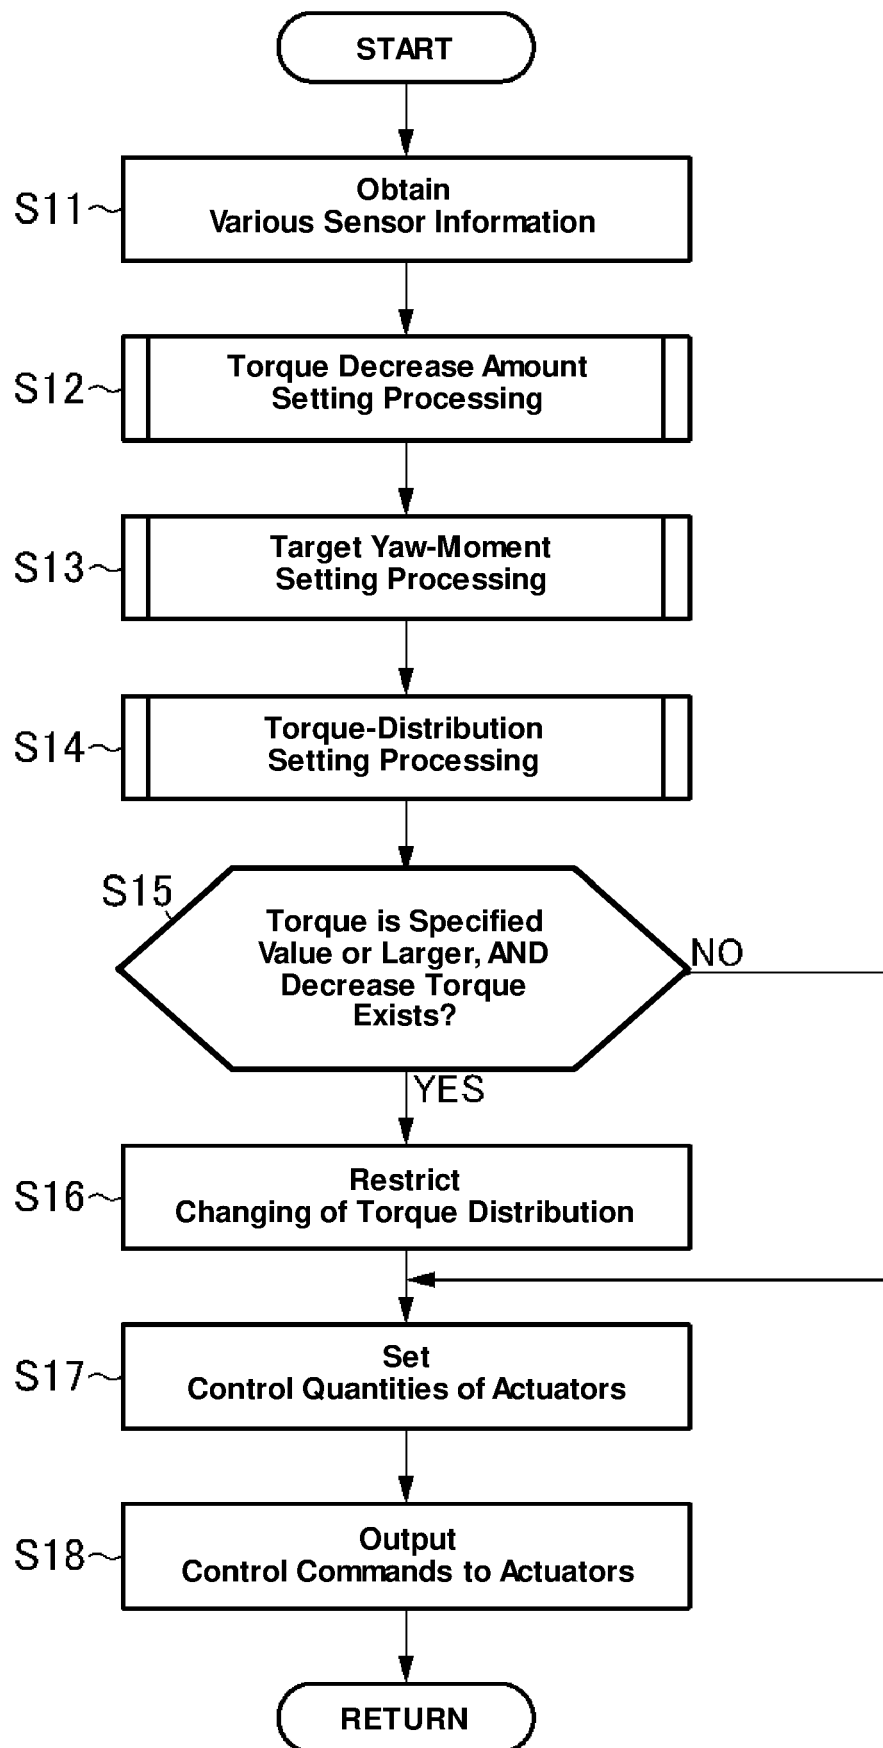 START
S11
Obtain
Various Sensor Information
S12
Torque Decrease Amount
Setting Processing
S13
Target Yaw-Moment
Setting Processing
S14
Torque-Distribution
Setting Processing
S15
Torque is Specified
Value or Larger, AND
Decrease Torque
Exists?
NO
YES
S16
Restrict
Changing of Torque Distribution
S17
Set
Control Quantities of Actuators
S18
Output
Control Commands to Actuators
RETURN